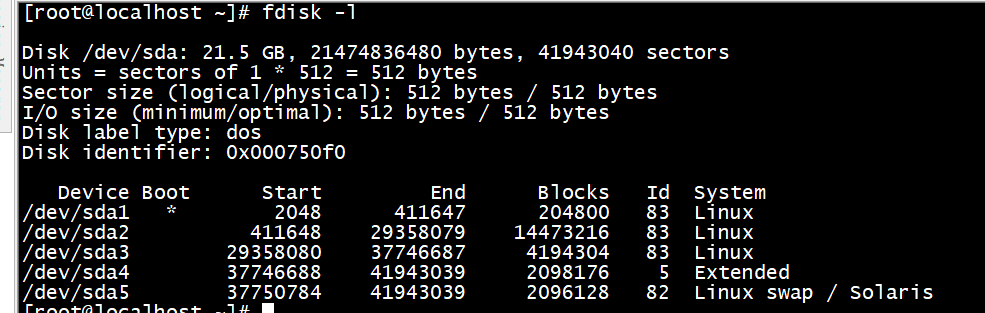 [root@localhost ~]# fdisk -l
Disk /dev/sda: 21.5 GB, 21474836480 bytes, 41943040 sectors
Units = sectors of 1 * 512 = 512 bytes
Sector size (logical/physical): 512 bytes / 512 bytes
I/O size (minimum/optimal): 512 bytes / 512 bytes
Disk label type: dos
Disk identifier: 0x000750f0
Device Boot Start End Blocks Id System
/dev/sda1 * 2048 411647 204800 83 Linux
/dev/sda2 411648 29358079 14473216 83 Linux
/dev/sda3 29358080 37746687 4194304 83 Linux
/dev/sda4 37746688 41943039 2098176 5 Extended
/dev/sda5 37750784 41943039 2096128 82 Linux swap / Solaris
[root@localhost ~]#